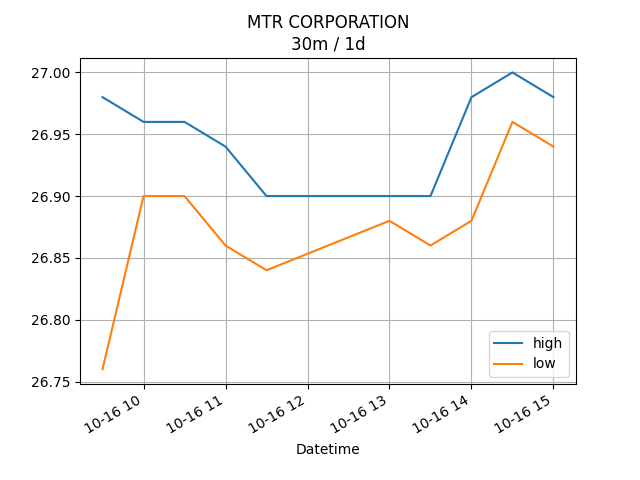 MTR CORPORATION
30m / 1d
27.00
26.95
26.90
26.85
26.80
26.75
high
low
10-16 10
10-16 11
10-16 12
10-16 13
10-16 14
10-16 15
Datetime